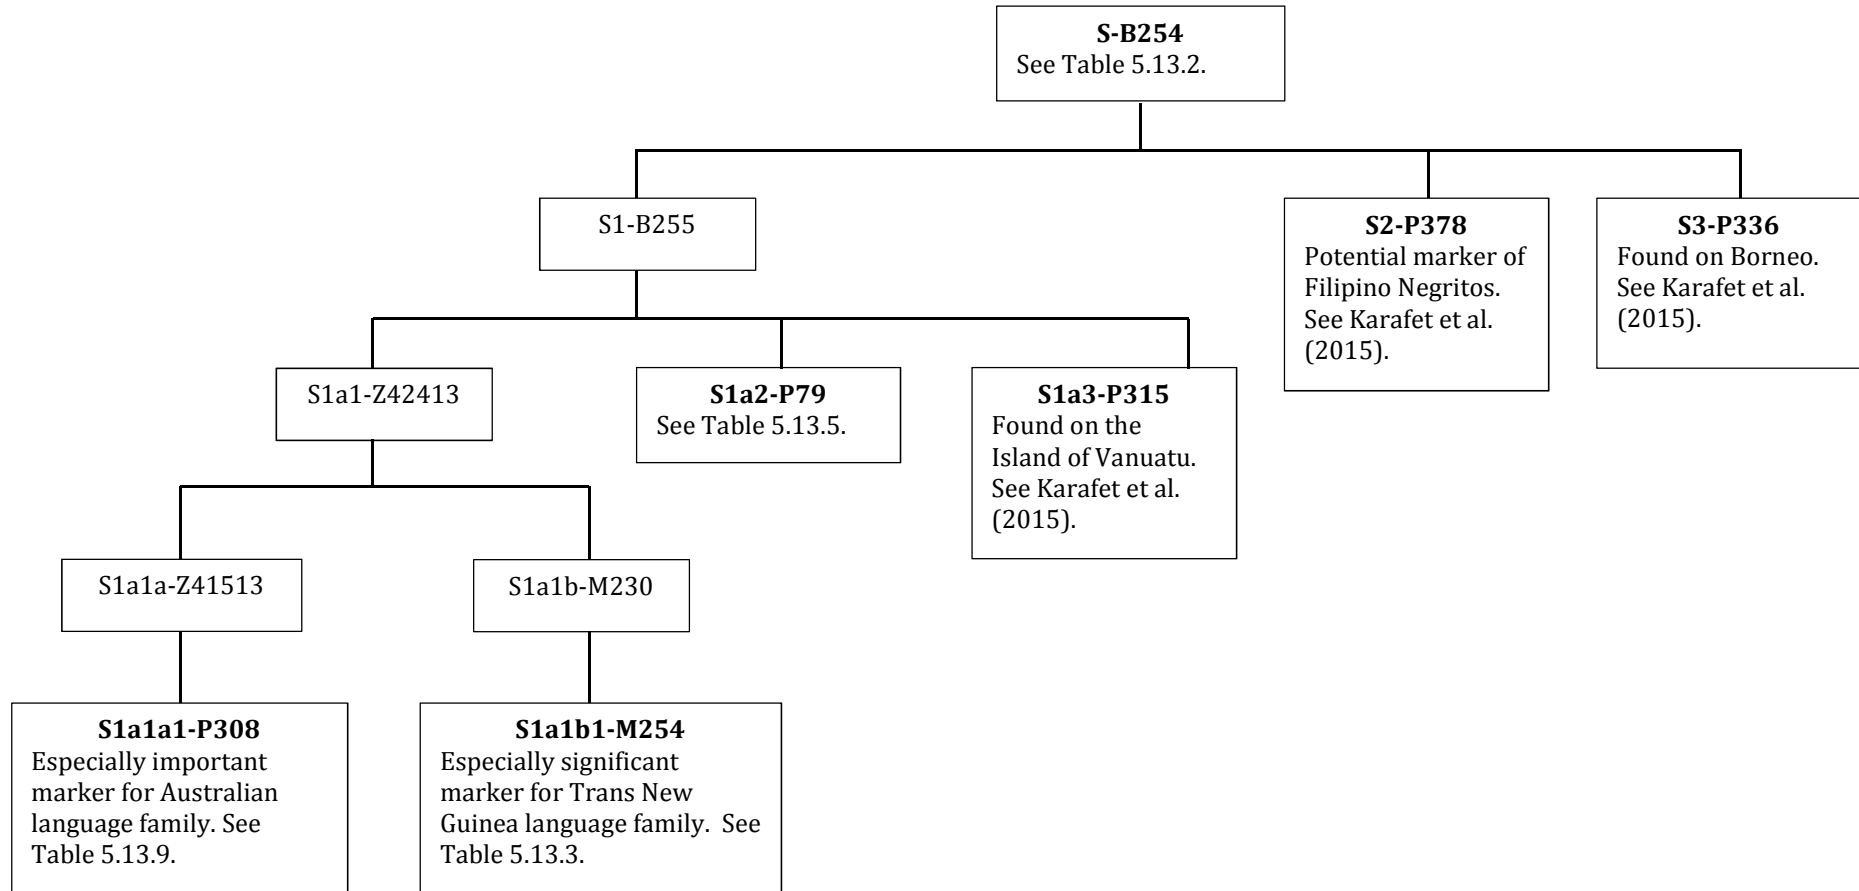 S-B254
See Table 5.13.2.
S1-B255
S2-P378
Potential marker of
Filipino Negritos.
See Karafet et al.
(2015).
S3-P336
Found on Borneo.
See Karafet et al.
(2015).
S1a1-Z42413
S1a2-P79
See Table 5.13.5.
S1a3-P315
Found on the
Island of Vanuatu.
See Karafet et al.
(2015).
S1a1a-Z41513
S1a1b-M230
S1a1a1-P308
Especially important
marker for Australian
language family. See
Table 5.13.9.
S1a1b1-M254
Especially significant
marker for Trans New
Guinea language family.  See
Table 5.13.3.